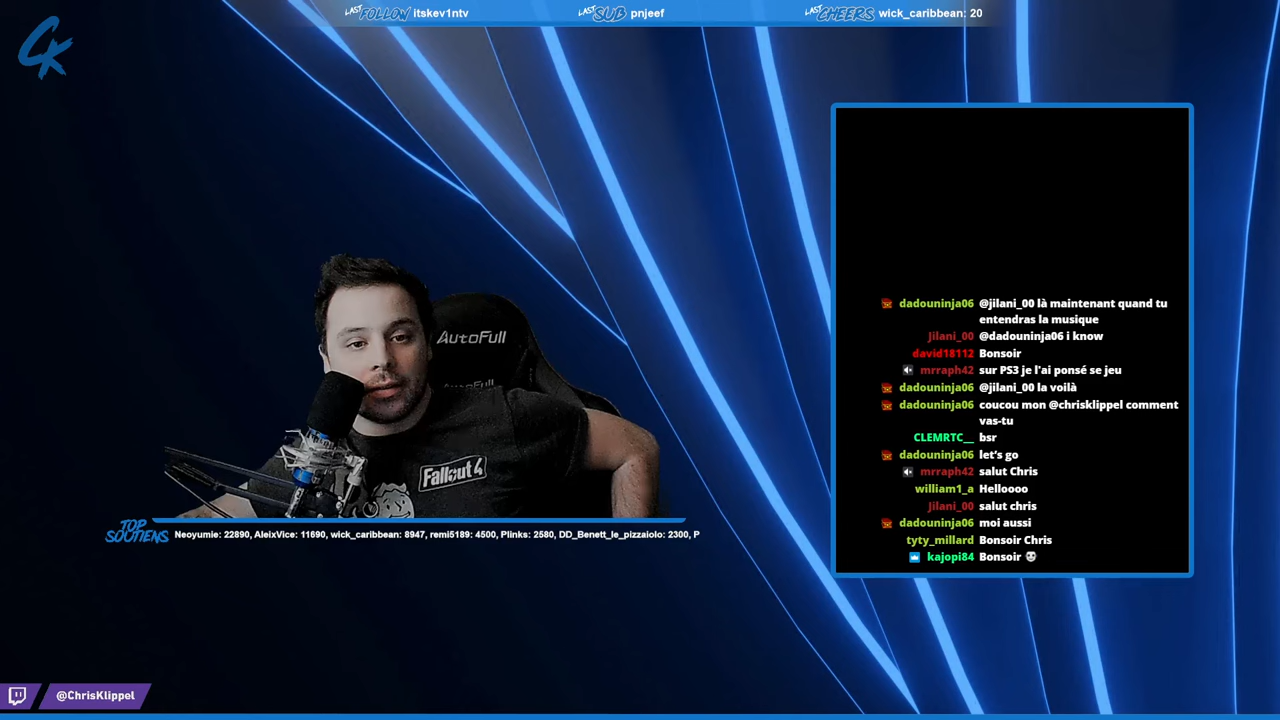 LAST FOLLOW itskev1ntv
LAST SUB pnjeef
LAST CHEERS wick_caribbean: 20
CK
dadouninja06 @jilani_00 là maintenant quand tu
entendras la musique
Jilani_00 @dadouninja06 i know
david18112 Bonsoir
mrraph42 sur PS3 je l'ai ponsé se jeu
dadouninja06 @jilani_00 la voilà
dadouninja06 coucou mon @chrisklippel comment
vas-tu
CLEMRTC__ bsr
dadouninja06 let's go
mrraph42 salut Chris
william1_a Helloooo
Jilani_00 salut chris
dadouninja06 moi aussi
tyty_millard Bonsoir Chris
kajopi84 Bonsoir
AutoFull
AutoFull
Fallout 4
TOP
SOUTIENS Neoyumie: 22890, AleixVice: 11690, wick_caribbean: 8947, remi5189: 4500, Plinks: 2580, DD_Benett_le_pizzaiolo: 2300, P
@ChrisKlippel